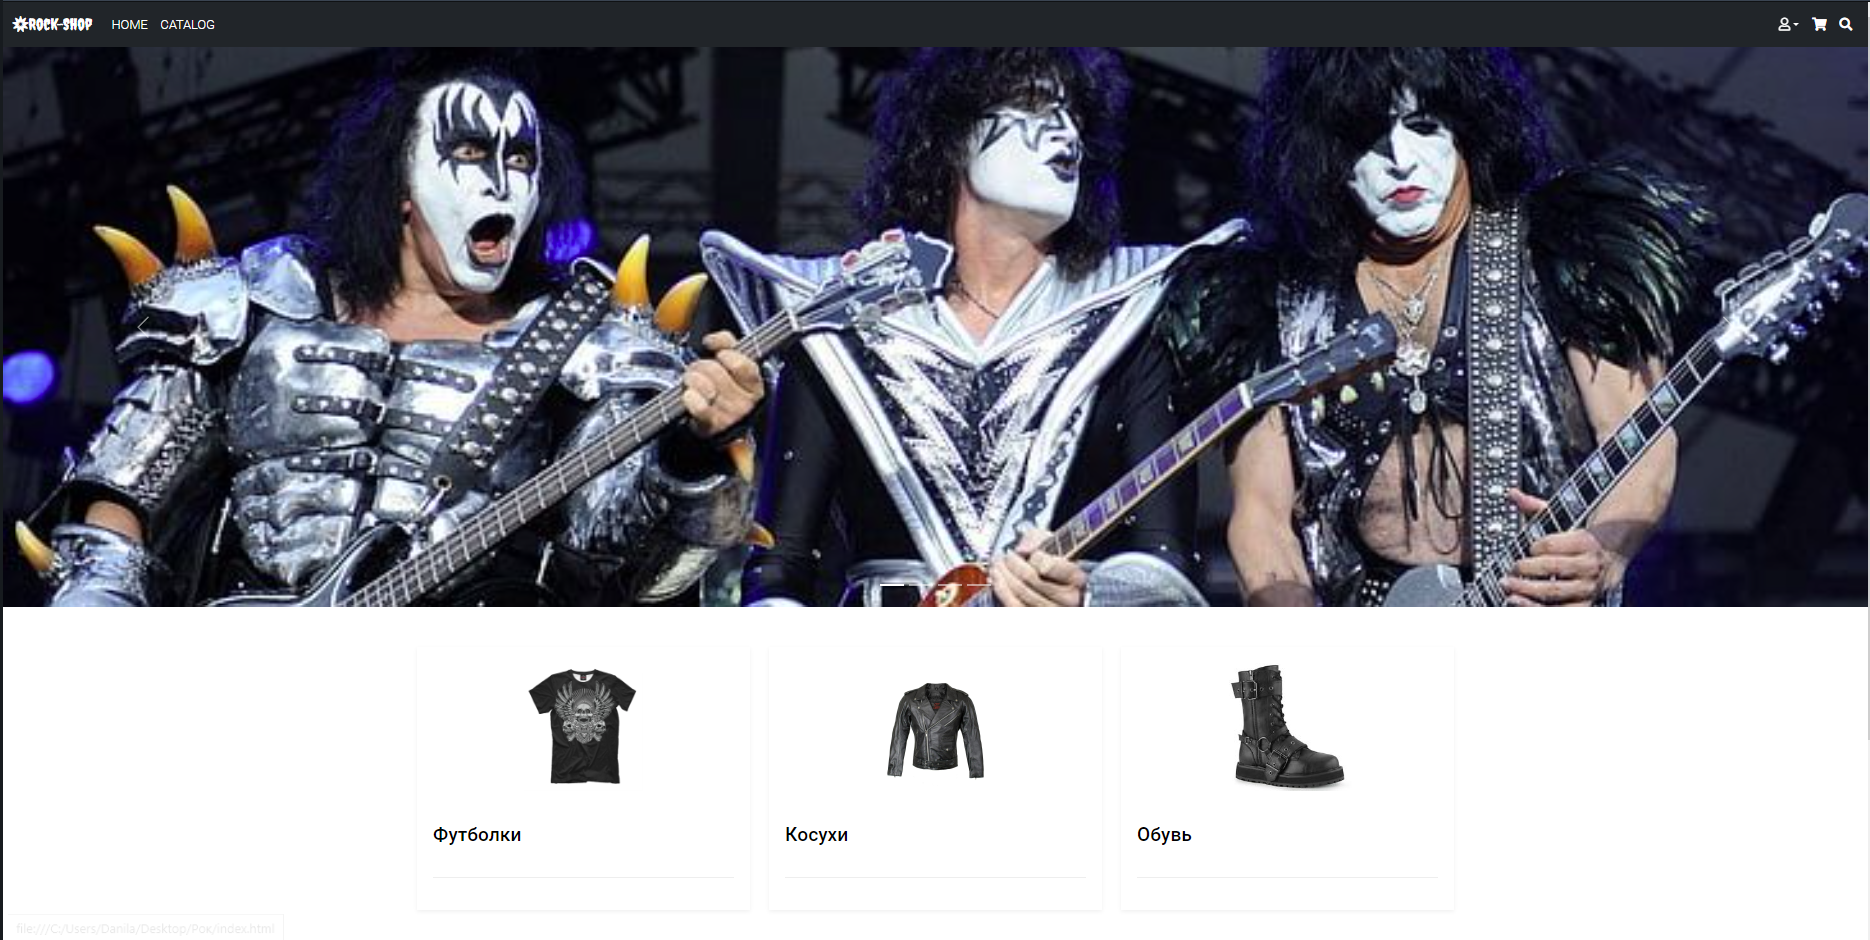 ROCK-SHOP HOME CATALOG
Футболки Косухи Обувь
file:///C:/Users/Danila/Desktop/Рок/index.html